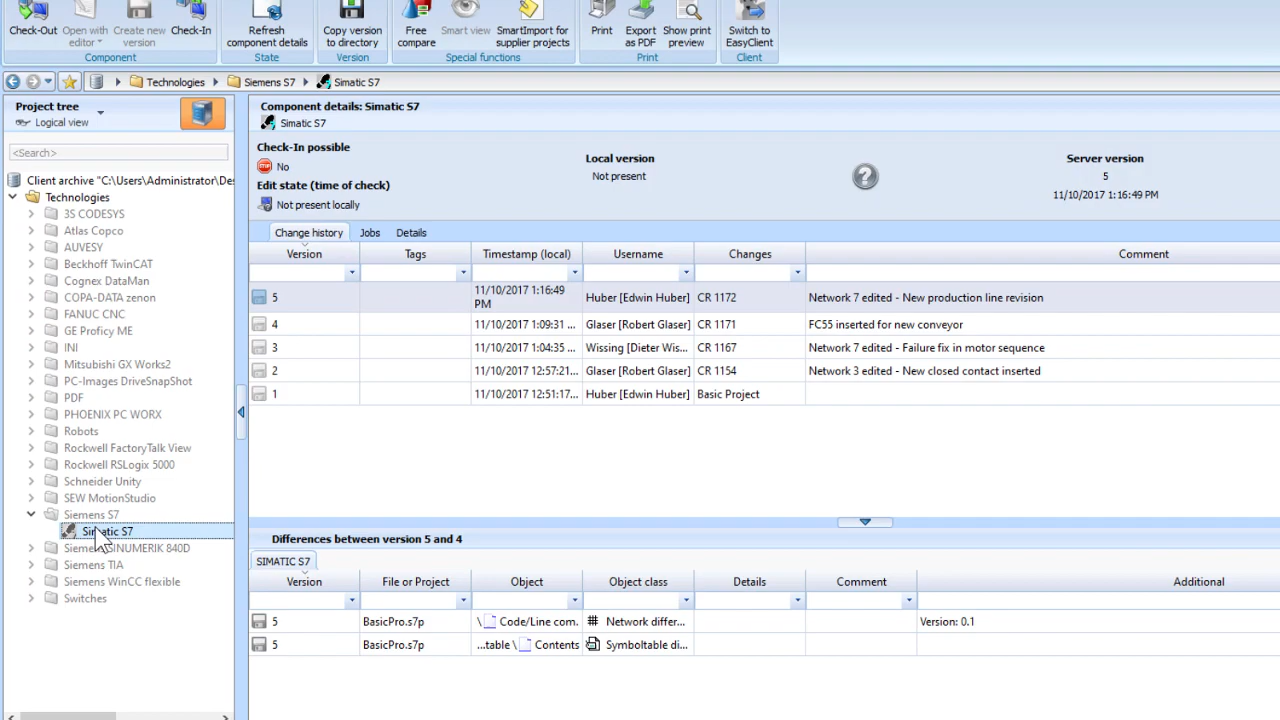 Check-Out
Open with editor
Create new version
Check-In
Component
Refresh component details
State
Copy version to directory
Version
Free compare
Smart view
SmartImport for supplier projects
Special functions
Print
Export as PDF
Show print preview
Print
Switch to EasyClient
Client
Technologies
Siemens S7
Simatic S7
Project tree
Logical view
<Search>
Client archive "C:\Users\Administrator\Des
Technologies
3S CODESYS
Atlas Copco
AUVESY
Beckhoff TwinCAT
Cognex DataMan
COPA-DATA zenon
FANUC CNC
GE Proficy ME
INI
Mitsubishi GX Works2
PC-Images DriveSnapShot
PDF
PHOENIX PC WORX
Robots
Rockwell FactoryTalk View
Rockwell RSLogix 5000
Schneider Unity
SEW MotionStudio
Siemens S7
Simatic S7
Siemens SINUMERIK 840D
Siemens TIA
Siemens WinCC flexible
Switches
Component details: Simatic S7
Simatic S7
Check-In possible
No
Edit state (time of check)
Not present locally
Local version
Not present
?
Server version
5
11/10/2017 1:16:49 PM
Change history Jobs Details
Version Tags Timestamp (local) Username Changes Comment
5 11/10/2017 1:16:49 PM Huber [Edwin Huber] CR 1172 Network 7 edited - New production line revision
4 11/10/2017 1:09:31 ... Glaser [Robert Glaser] CR 1171 FC55 inserted for new conveyor
3 11/10/2017 1:04:35 ... Wissing [Dieter Wis... CR 1167 Network 7 edited - Failure fix in motor sequence
2 11/10/2017 12:57:21... Glaser [Robert Glaser] CR 1154 Network 3 edited - New closed contact inserted
1 11/10/2017 12:51:17... Huber [Edwin Huber] Basic Project
Differences between version 5 and 4
SIMATIC S7
Version File or Project Object Object class Details Comment Additional
5 BasicPro.s7p \ Code/Line com. Network differ... Version: 0.1
5 BasicPro.s7p ...table \ Contents Symboltable di...